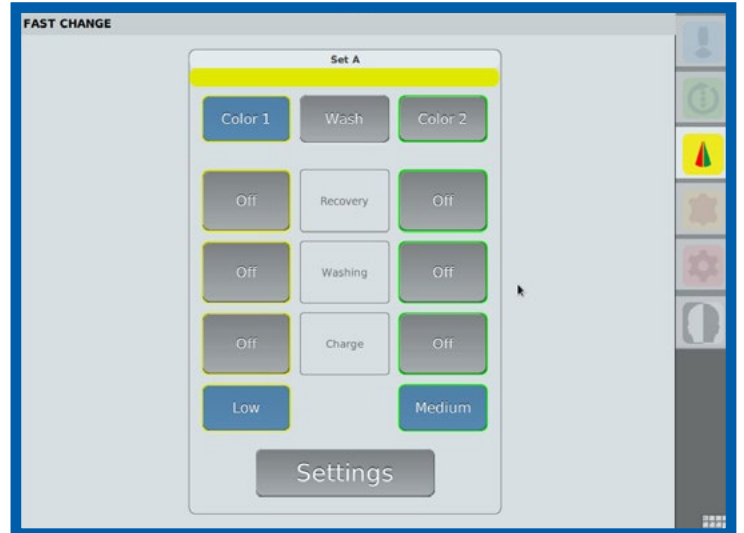 FAST CHANGE
Set A
Color 1 Wash Color 2
Off Recovery Off
Off Washing Off
Off Charge Off
Low Medium
Settings